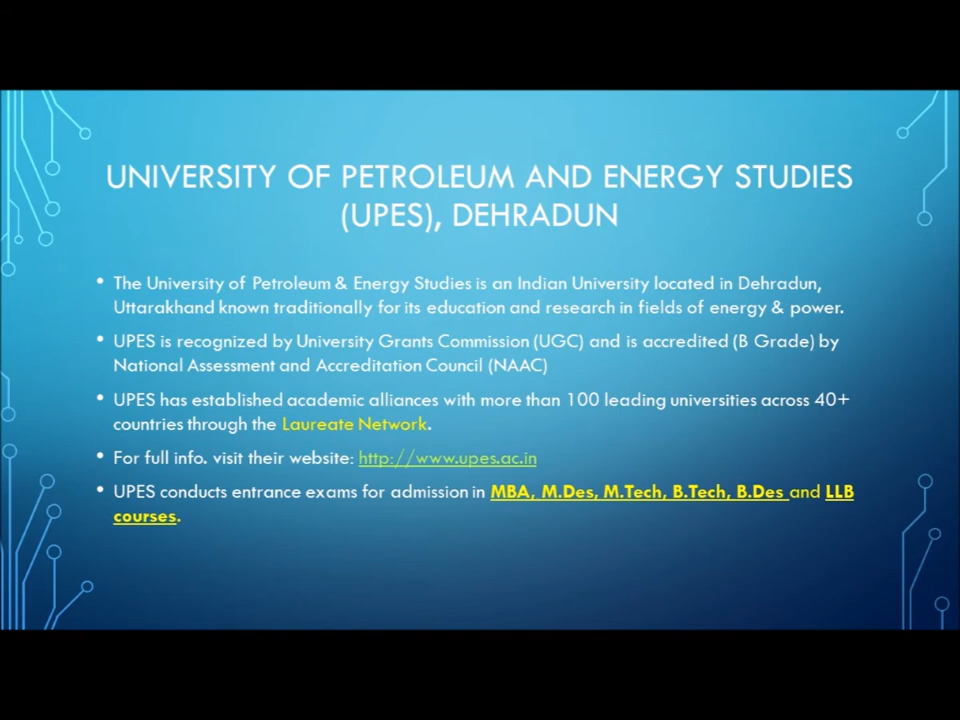 UNIVERSITY OF PETROLEUM AND ENERGY STUDIES
(UPES), DEHRADUN
• The University of Petroleum & Energy Studies is an Indian University located in Dehradun,
Uttarakhand known traditionally for its education and research in fields of energy & power.
• UPES is recognized by University Grants Commission (UGC) and is accredited (B Grade) by
National Assessment and Accreditation Council (NAAC)
• UPES has established academic alliances with more than 100 leading universities across 40+
countries through the Laureate Network.
• For full info. visit their website: http://www.upes.ac.in
• UPES conducts entrance exams for admission in MBA, M.Des, M.Tech, B.Tech, B.Des and LLB
courses.